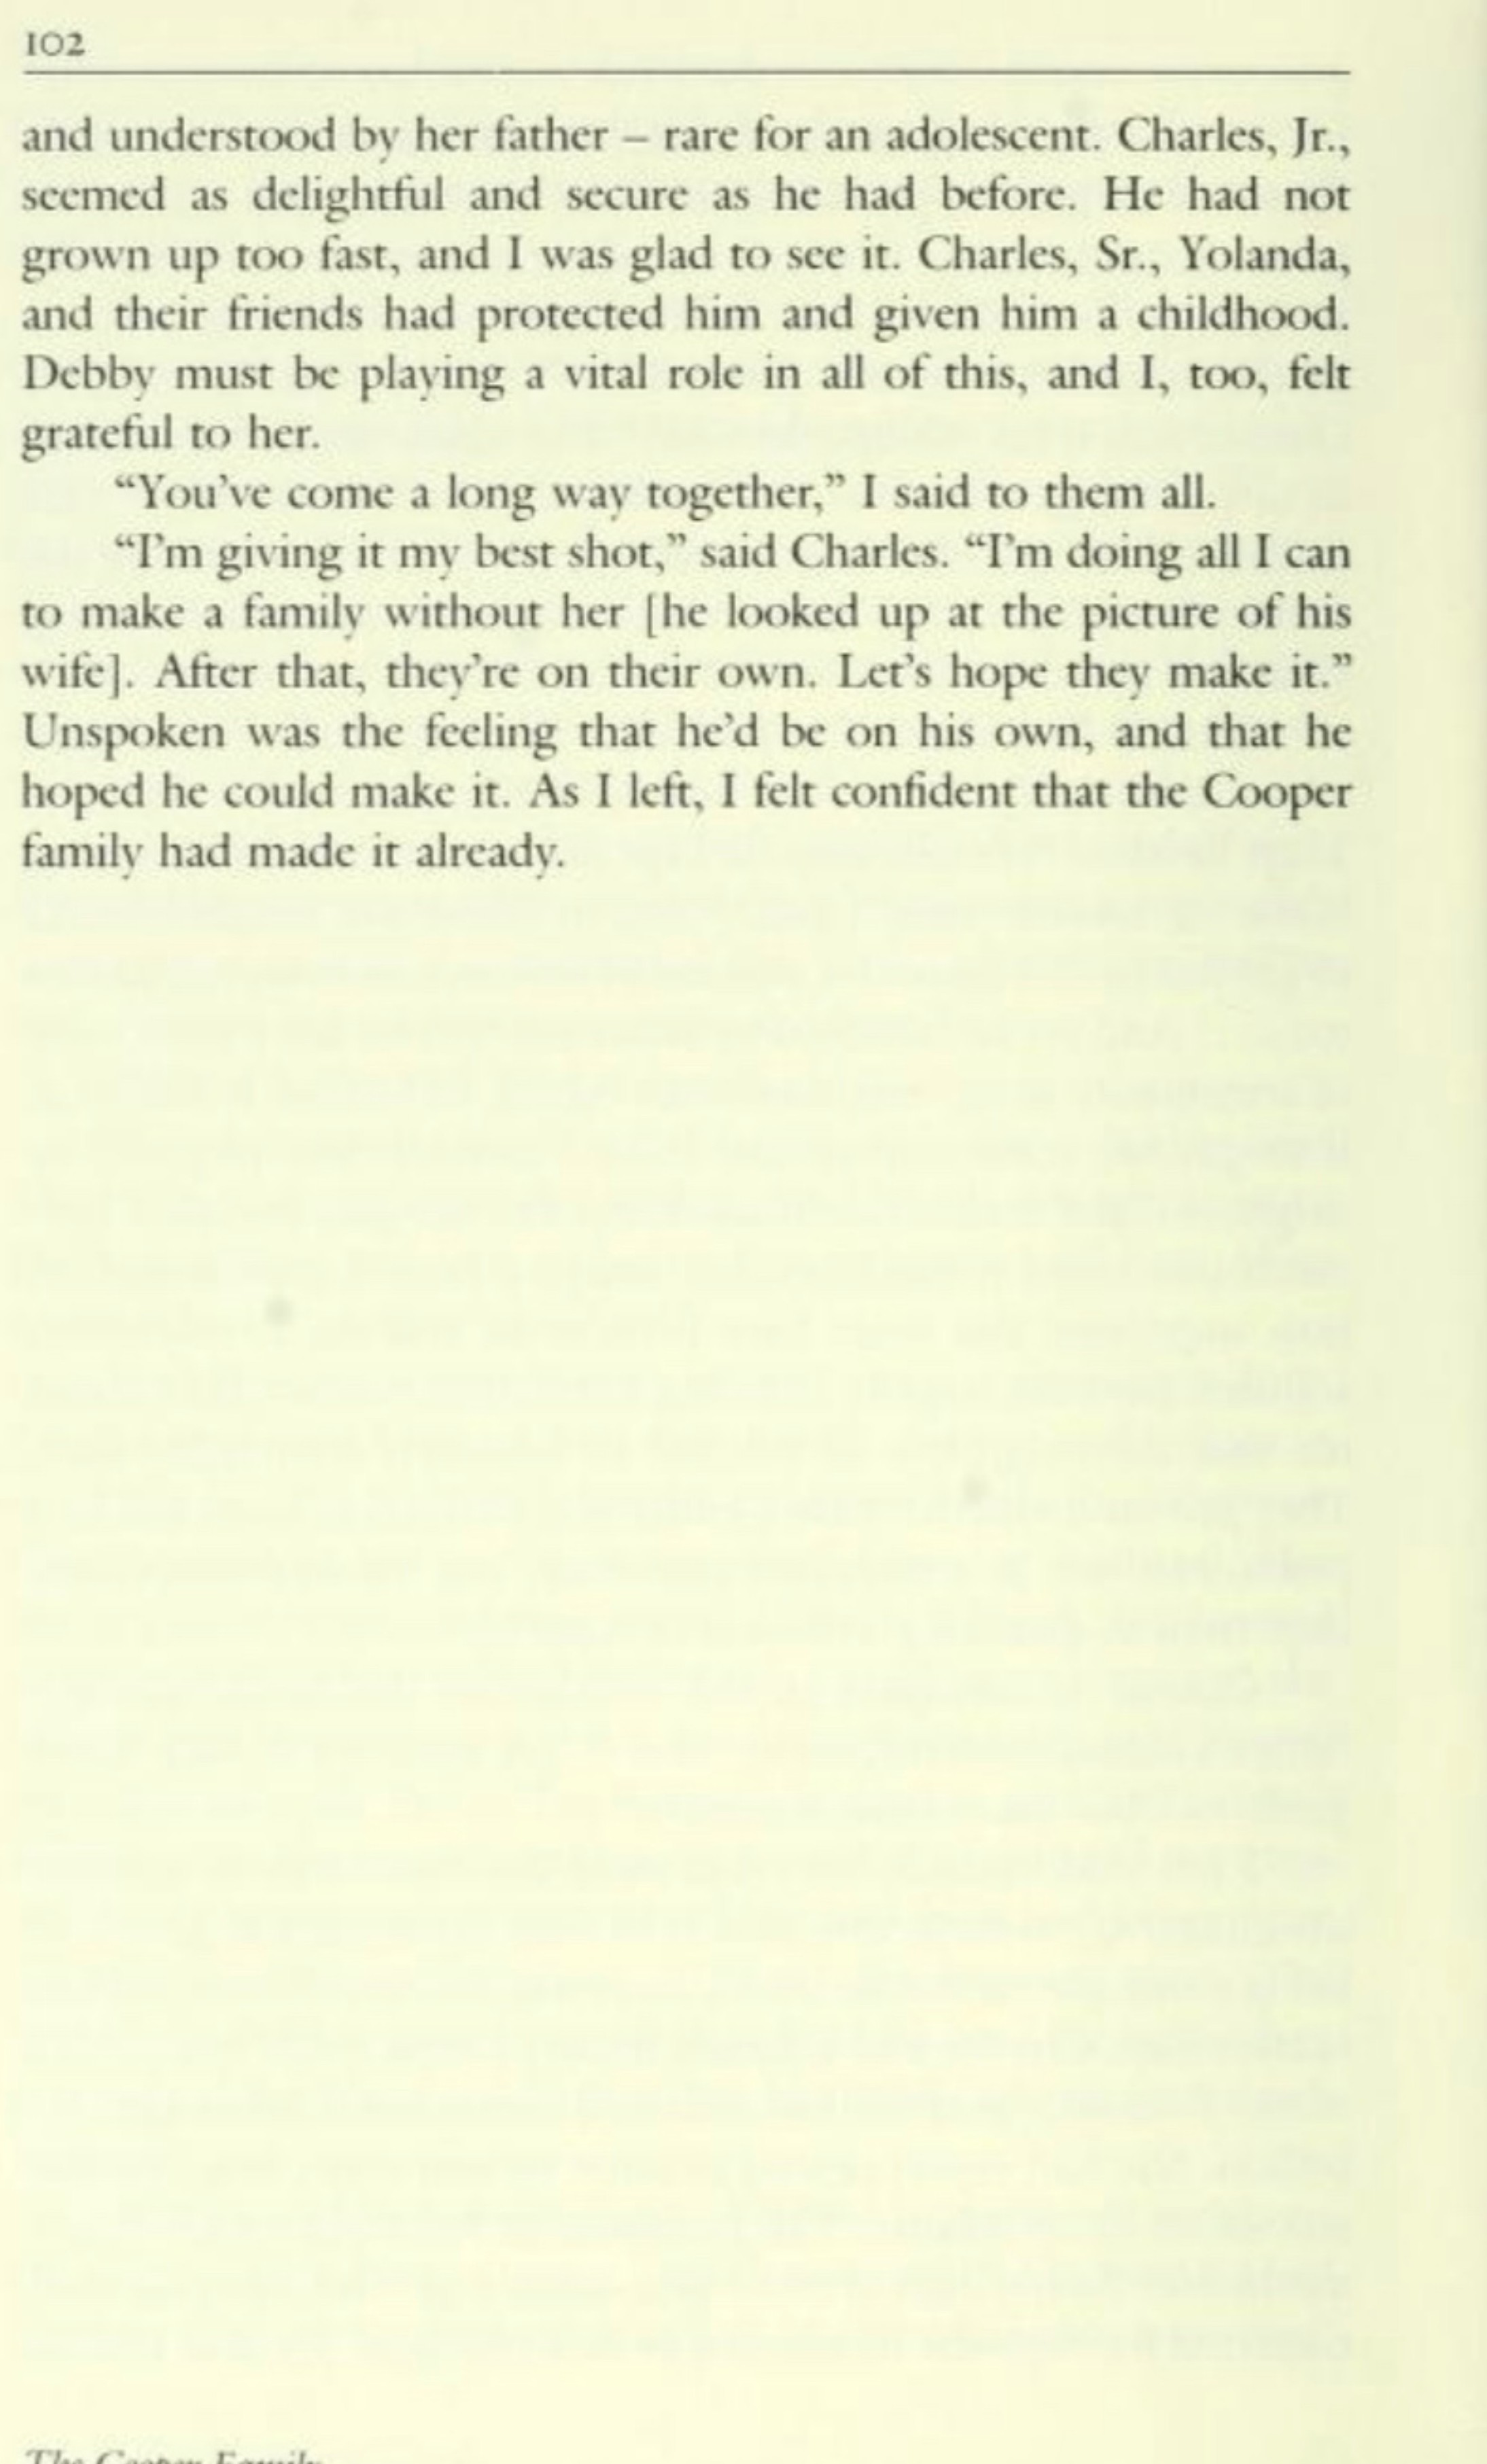 102
and understood by her father – rare for an adolescent. Charles, Jr.,
seemed as delightful and secure as he had before. He had not
grown up too fast, and I was glad to see it. Charles, Sr., Yolanda,
and their friends had protected him and given him a childhood.
Debby must be playing a vital role in all of this, and I, too, felt
grateful to her.
“You’ve come a long way together,” I said to them all.
“I’m giving it my best shot,” said Charles. “I’m doing all I can
to make a family without her [he looked up at the picture of his
wife]. After that, they’re on their own. Let’s hope they make it.”
Unspoken was the feeling that he’d be on his own, and that he
hoped he could make it. As I left, I felt confident that the Cooper
family had made it already.
The Cooper Family